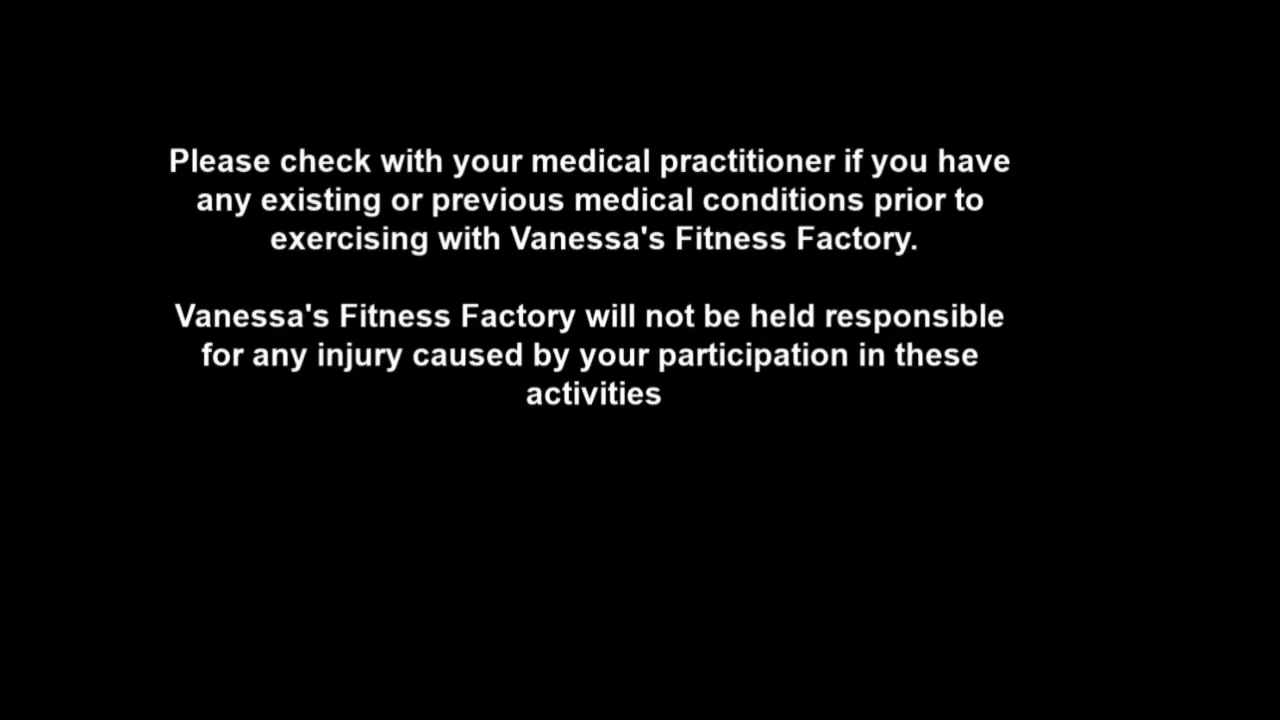 Please check with your medical practitioner if you have
any existing or previous medical conditions prior to
exercising with Vanessa's Fitness Factory.
Vanessa's Fitness Factory will not be held responsible
for any injury caused by your participation in these
activities